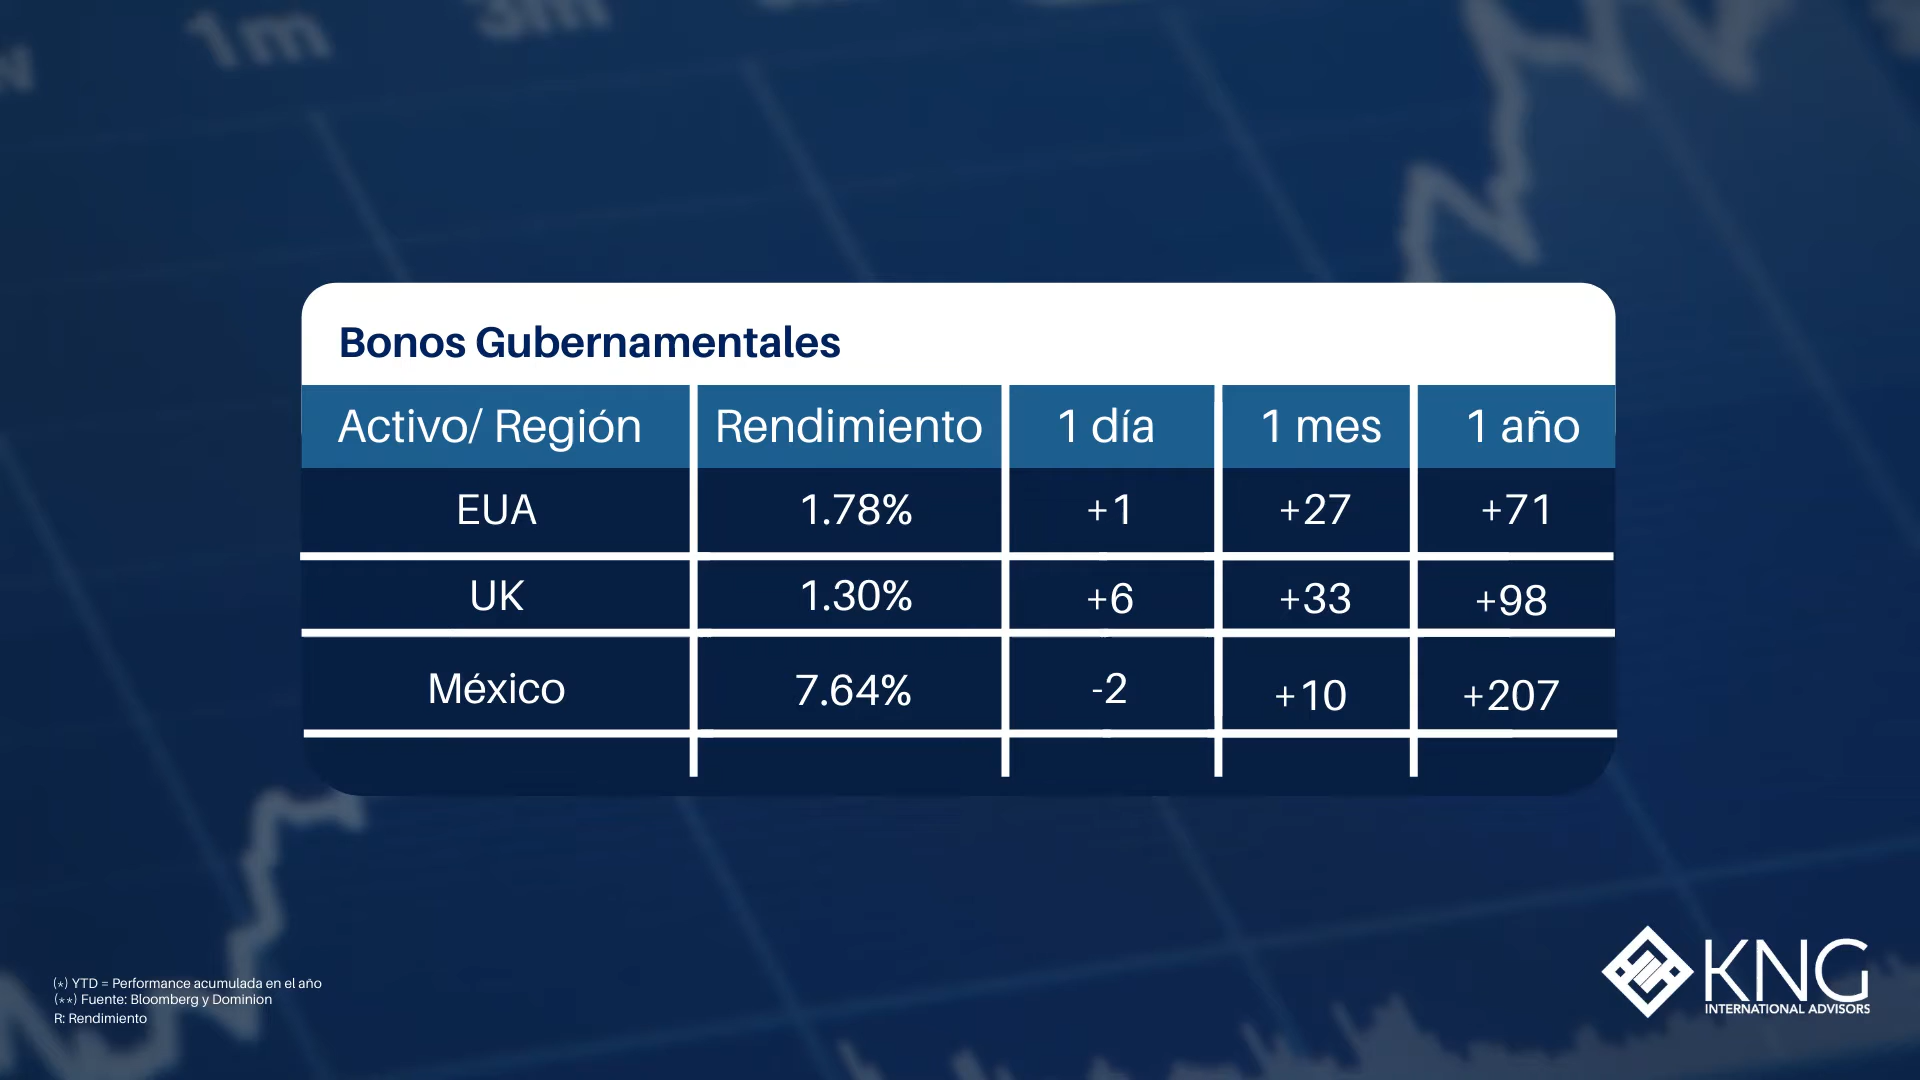 1m 3m
Bonos Gubernamentales
Activo/ Región Rendimiento 1 día 1 mes 1 año
EUA 1.78% +1 +27 +71
UK 1.30% +6 +33 +98
México 7.64% -2 +10 +207
(*) YTD = Performance acumulada en el año
(**) Fuente: Bloomberg y Dominion
R: Rendimiento
KNG
INTERNATIONAL ADVISORS